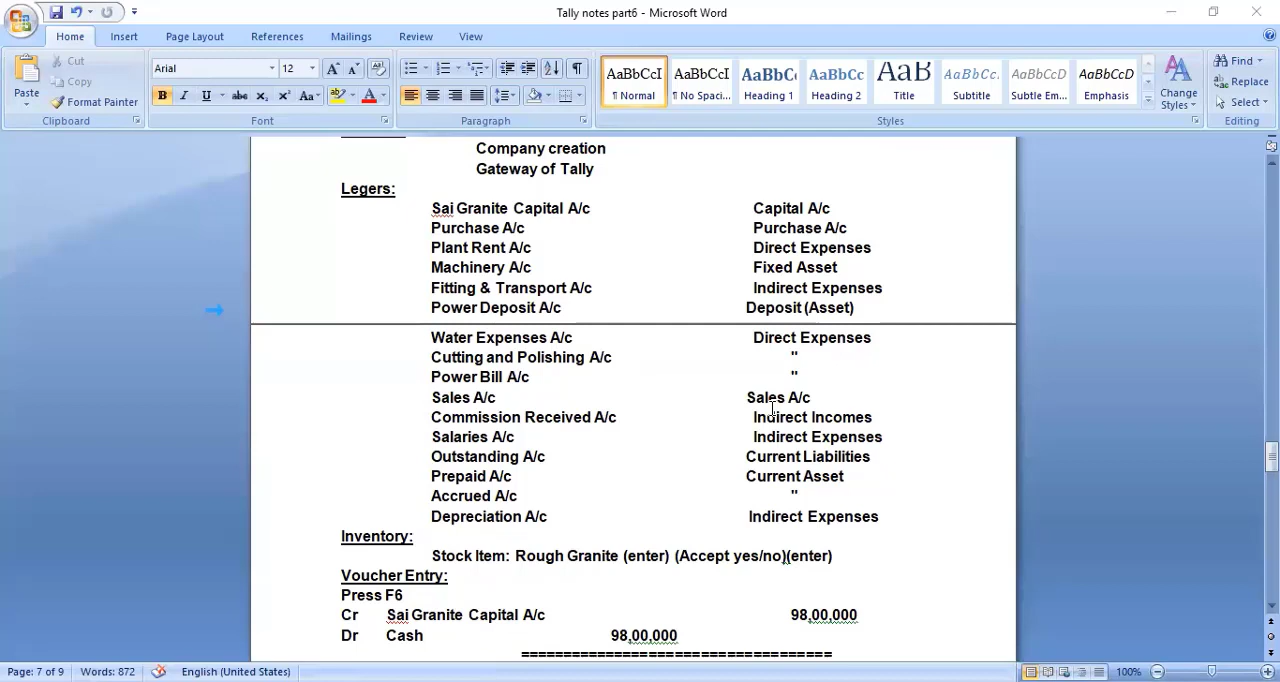 Tally notes part6 - Microsoft Word
Home Insert Page Layout References Mailings Review View
Paste
Cut
Copy
Format Painter
Clipboard
Arial 12
Font
Paragraph
AaBbCcI AaBbCcI AaBbC AaBbCc AaB AaBbCc. AaBbCcD AaBbCcD
¶ Normal ¶ No Spaci... Heading 1 Heading 2 Title Subtitle Subtle Em... Emphasis
Change Styles
Styles
Find
Replace
Select
Editing
Company creation
Gateway of Tally
Legers:
Sai Granite Capital A/c Capital A/c
Purchase A/c Purchase A/c
Plant Rent A/c Direct Expenses
Machinery A/c Fixed Asset
Fitting & Transport A/c Indirect Expenses
Power Deposit A/c Deposit (Asset)
Water Expenses A/c Direct Expenses
Cutting and Polishing A/c "
Power Bill A/c "
Sales A/c Sales A/c
Commission Received A/c Indirect Incomes
Salaries A/c Indirect Expenses
Outstanding A/c Current Liabilities
Prepaid A/c Current Asset
Accrued A/c "
Depreciation A/c Indirect Expenses
Inventory:
Stock Item: Rough Granite (enter) (Accept yes/no)(enter)
Voucher Entry:
Press F6
Cr Sai Granite Capital A/c 98,00,000
Dr Cash 98,00,000
==================================
Page: 7 of 9 Words: 872 English (United States) 100%